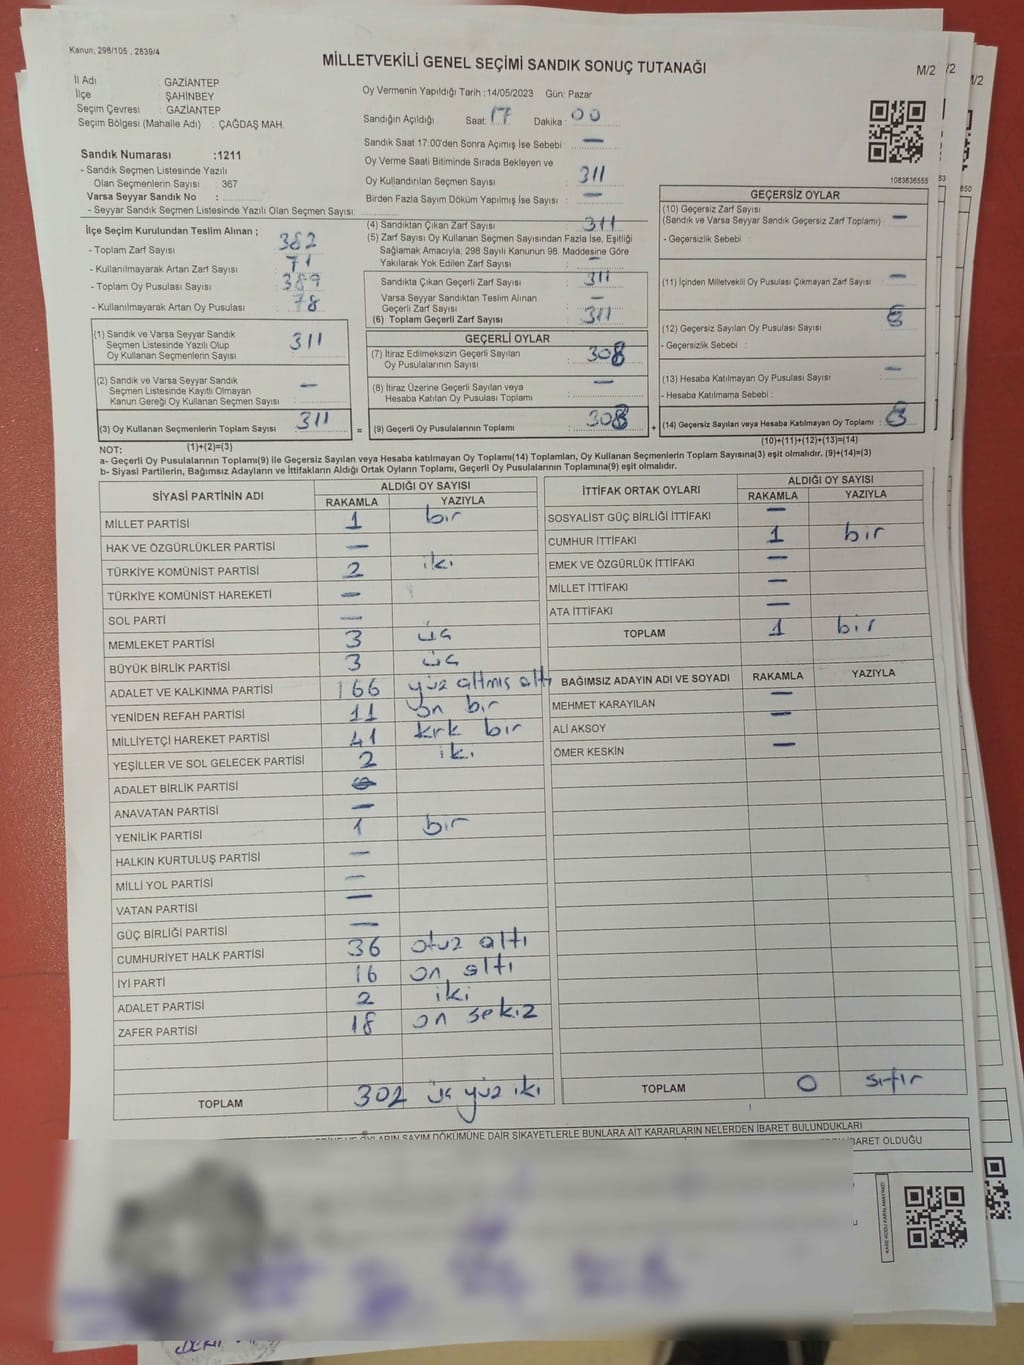 Kanun; 298/105 , 2839/4
MİLLETVEKİLİ GENEL SEÇİMİ SANDIK SONUÇ TUTANAĞI
M/2
İl Adı : GAZİANTEP
İlçe : ŞAHİNBEY
Seçim Çevresi : GAZİANTEP
Seçim Bölgesi (Mahalle Adı) : ÇAĞDAŞ MAH.
Sandık Numarası :1211
- Sandık Seçmen Listesinde Yazılı
Olan Seçmenlerin Sayısı : 367
Varsa Seyyar Sandık No :
- Seyyar Sandık Seçmen Listesinde Yazılı Olan Seçmen Sayısı:
Oy Vermenin Yapıldığı Tarih :14/05/2023 Gün: Pazar
Sandığın Açıldığı Saat: 17 Dakika : 00
Sandık Saat 17:00'den Sonra Açımış İse Sebebi : —
Oy Verme Saati Bitiminde Sırada Bekleyen ve
Oy Kullandırılan Seçmen Sayısı : 311
Birden Fazla Sayım Döküm Yapılmış İse Sayısı : —
1083636555
İlçe Seçim Kurulundan Teslim Alınan ;
- Toplam Zarf Sayısı : 382
- Kullanılmayarak Artan Zarf Sayısı : 71
- Toplam Oy Pusulası Sayısı : 389
- Kullanılmayarak Artan Oy Pusulası : 78
(1) Sandık ve Varsa Seyyar Sandık
Seçmen Listesinde Yazılı Olup
Oy Kullanan Seçmenlerin Sayısı : 311
(2) Sandık ve Varsa Seyyar Sandık
Seçmen Listesinde Kayıtlı Olmayan
Kanun Gereği Oy Kullanan Seçmen Sayısı : —
(3) Oy Kullanan Seçmenlerin Toplam Sayısı : 311
(1)+(2)=(3)
(4) Sandıktan Çıkan Zarf Sayısı : 311
(5) Zarf Sayısı Oy Kullanan Seçmen Sayısından Fazla İse, Eşitliği
Sağlamak Amacıyla; 298 Sayılı Kanunun 98. Maddesine Göre
Yakılarak Yok Edilen Zarf Sayısı : —
Sandıkta Çıkan Geçerli Zarf Sayısı : 311
Varsa Seyyar Sandıktan Teslim Alınan
Geçerli Zarf Sayısı : —
(6) Toplam Geçerli Zarf Sayısı : 311
GEÇERLİ OYLAR
(7) İtiraz Edilmeksizin Geçerli Sayılan
Oy Pusulalarının Sayısı : 308
(8) İtiraz Üzerine Geçerli Sayılan veya
Hesaba Katılan Oy Pusulası Toplamı : —
= (9) Geçerli Oy Pusulalarının Toplamı : 308 +
GEÇERSİZ OYLAR
(10) Geçersiz Zarf Sayısı
(Sandık ve Varsa Seyyar Sandık Geçersiz Zarf Toplamı) : —
- Geçersizlik Sebebi :
(11) İçinden Milletvekili Oy Pusulası Çıkmayan Zarf Sayısı : —
(12) Geçersiz Sayılan Oy Pusulası Sayısı :
- Geçersizlik Sebebi :
(13) Hesaba Katılmayan Oy Pusulası Sayısı : —
- Hesaba Katılmama Sebebi :
(14) Geçersiz Sayılan veya Hesaba Katılmayan Oy Toplamı :
(10)+(11)+(12)+(13)=(14)
NOT:
a- Geçerli Oy Pusulaları Toplamı(9) ile Geçersiz Sayılan veya Hesaba katılmayan Oy Toplamı(14) Toplamları, Oy Kullanan Seçmenlerin Toplam Sayısına(3) eşit olmalıdır. (9)+(14)=(3)
b- Siyasi Partilerin, Bağımsız Adayların ve İttifakların Aldığı Ortak Oyların Toplamı, Geçerli Oy Pusulalarının Toplamına(9) eşit olmalıdır.
SİYASİ PARTİNİN ADI ALDIĞI OY SAYISI
RAKAMLA YAZIYLA
MİLLET PARTİSİ 1 bir
HAK VE ÖZGÜRLÜKLER PARTİSİ —
TÜRKİYE KOMÜNİST PARTİSİ 2 iki
TÜRKİYE KOMÜNİST HAREKETİ —
SOL PARTİ —
MEMLEKET PARTİSİ 3 üç
BÜYÜK BİRLİK PARTİSİ 3 üç
ADALET VE KALKINMA PARTİSİ 166 yüz altmış altı
YENİDEN REFAH PARTİSİ 11 on bir
MİLLİYETÇİ HAREKET PARTİSİ 41 kırk bir
YEŞİLLER VE SOL GELECEK PARTİSİ 2 iki
ADALET BİRLİK PARTİSİ
ANAVATAN PARTİSİ —
YENİLİK PARTİSİ 1 bir
HALKIN KURTULUŞ PARTİSİ —
MİLLİ YOL PARTİSİ —
VATAN PARTİSİ —
GÜÇ BİRLİĞİ PARTİSİ —
CUMHURİYET HALK PARTİSİ 36 otuz altı
İYİ PARTİ 16 on altı
ADALET PARTİSİ 2 iki
ZAFER PARTİSİ 18 on sekiz
TOPLAM 302 üç yüz iki
İTTİFAK ORTAK OYLARI ALDIĞI OY SAYISI
RAKAMLA YAZIYLA
SOSYALİST GÜÇ BİRLİĞİ İTTİFAKI —
CUMHUR İTTİFAKI 1 bir
EMEK VE ÖZGÜRLÜK İTTİFAKI —
MİLLET İTTİFAKI —
ATA İTTİFAKI —
TOPLAM 1 bir
BAĞIMSIZ ADAYIN ADI VE SOYADI RAKAMLA YAZIYLA
MEHMET KARAYILAN —
ALİ AKSOY —
ÖMER KESKİN —
TOPLAM 0 sıfır
OYLARIN SAYIM DÖKÜMÜNE DAİR ŞİKAYETLERLE BUNLARA AİT KARARLARIN NELERDEN İBARET BULUNDUKLARI
İBARET OLDUĞU